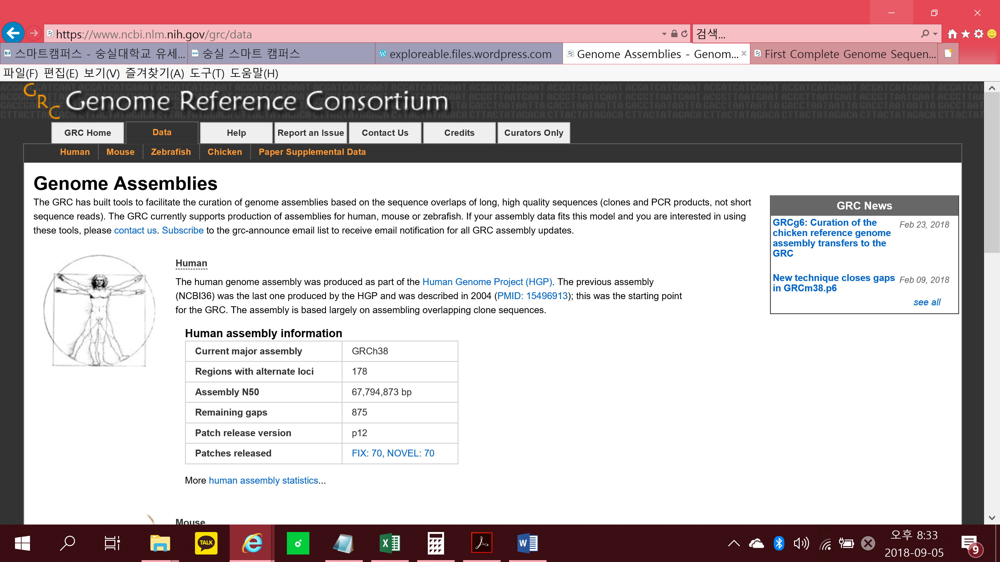 https://www.ncbi.nlm.nih.gov/grc/data
검색...
스마트캠퍼스 - 숭실대학교 유세...
숭실 스마트 캠퍼스
exploreable.files.wordpress.com
Genome Assemblies - Genom...
First Complete Genome Sequen...
파일(F) 편집(E) 보기(V) 즐겨찾기(A) 도구(T) 도움말(H)
GRC Genome Reference Consortium
GRC Home
Data
Help
Report an Issue
Contact Us
Credits
Curators Only
Human
Mouse
Zebrafish
Chicken
Paper Supplemental Data
Genome Assemblies
The GRC has built tools to facilitate the curation of genome assemblies based on the sequence overlaps of long, high quality sequences (clones and PCR products, not short
sequence reads). The GRC currently supports production of assemblies for human, mouse or zebrafish. If your assembly data fits this model and you are interested in using
these tools, please contact us. Subscribe to the grc-announce email list to receive email notification for all GRC assembly updates.
GRC News
GRCg6: Curation of the Feb 23, 2018
chicken reference genome
assembly transfers to the
GRC
New technique closes gaps Feb 09, 2018
in GRCm38.p6
see all
Human
The human genome assembly was produced as part of the Human Genome Project (HGP). The previous assembly
(NCBI36) was the last one produced by the HGP and was described in 2004 (PMID: 15496913); this was the starting point
for the GRC. The assembly is based largely on assembling overlapping clone sequences.
Human assembly information
Current major assembly GRCh38
Regions with alternate loci 178
Assembly N50 67,794,873 bp
Remaining gaps 875
Patch release version p12
Patches released FIX: 70, NOVEL: 70
More human assembly statistics...
Mouse
TALK
오후 8:33
2018-09-05
9